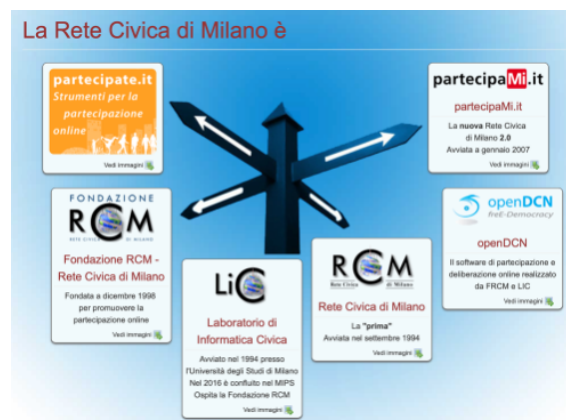 La Rete Civica di Milano è
partecipate.it
Strumenti per la
partecipazione
online
Vedi immagini
partecipaMi.it
partecipaMi.it
La nuova Rete Civica
di Milano 2.0
Avviata a gennaio 2007
Vedi immagini
FONDAZIONE
RCM
RETE CIVICA DI MILANO
Fondazione RCM -
Rete Civica di Milano
Fondata a dicembre 1998
per promuovere la
partecipazione online
Vedi immagini
LiC
Laboratorio di
Informatica Civica
Avviato nel 1994 presso
l'Università degli Studi di Milano
Nel 2016 è confluito nel MIPS
Ospita la Fondazione RCM
Vedi immagini
RCM
Rete Civica di Milano
Rete Civica di Milano
La "prima"
Avviata nel settembre 1994
Vedi immagini
openDCN
freE-Democracy
openDCN
Il software di partecipazione e
deliberazione online realizzato
da FRCM e LIC
Vedi immagini